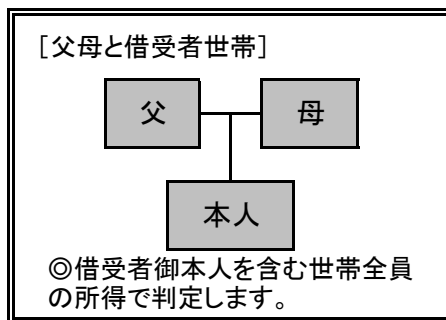 ［父母と借受者世帯］
父
母
本人
◎借受者御本人を含む世帯全員
の所得で判定します。